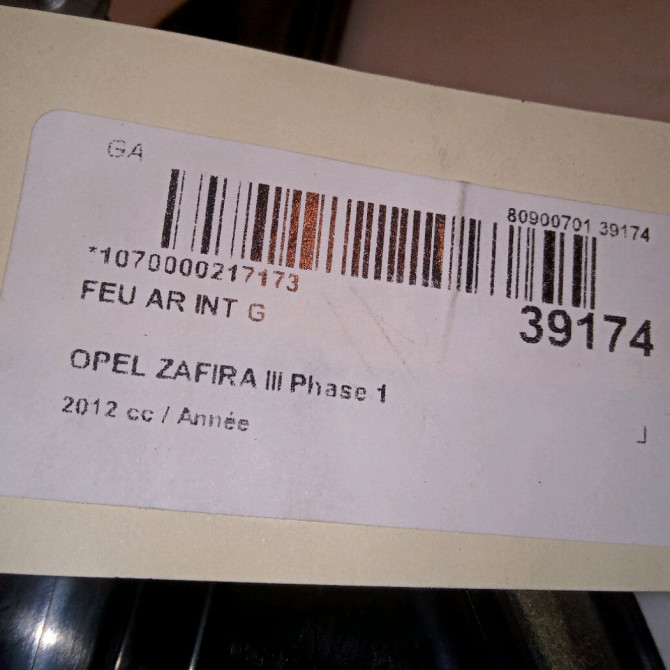 GA
80900701 39174
*1070000217173
39174
FEU AR INT G
OPEL ZAFIRA III Phase 1
2012 cc / Année